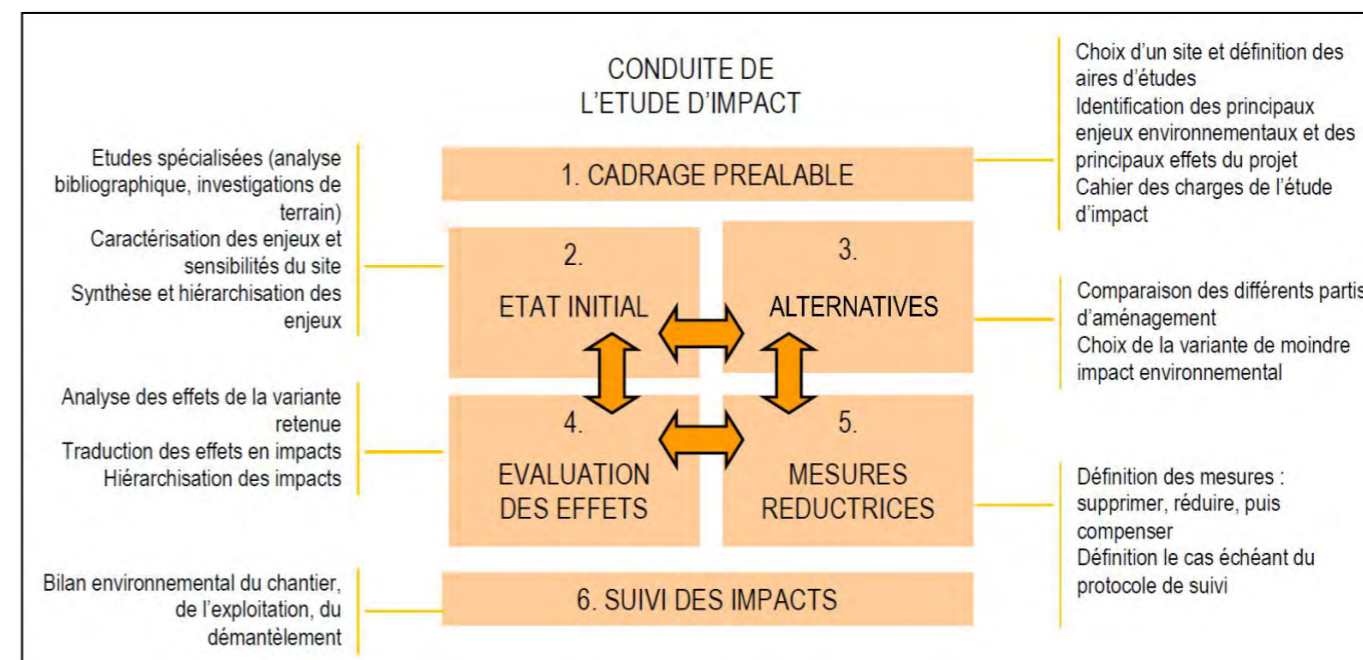 CONDUITE DE
L'ETUDE D'IMPACT
1. CADRAGE PREALABLE
Choix d'un site et définition des
aires d'études
Identification des principaux
enjeux environnementaux et des
principaux effets du projet
Cahier des charges de l'étude
d'impact
Etudes spécialisées (analyse
bibliographique, investigations de
terrain)
Caractérisation des enjeux et
sensibilités du site
Synthèse et hiérarchisation des
enjeux
2.
ETAT INITIAL
3.
ALTERNATIVES
Comparaison des différents partis
d'aménagement
Choix de la variante de moindre
impact environnemental
Analyse des effets de la variante
retenue
Traduction des effets en impacts
Hiérarchisation des impacts
4.
EVALUATION
DES EFFETS
5.
MESURES
REDUCTRICES
Définition des mesures :
supprimer, réduire, puis
compenser
Définition le cas échéant du
protocole de suivi
Bilan environnemental du chantier,
de l'exploitation, du
démantèlement
6. SUIVI DES IMPACTS